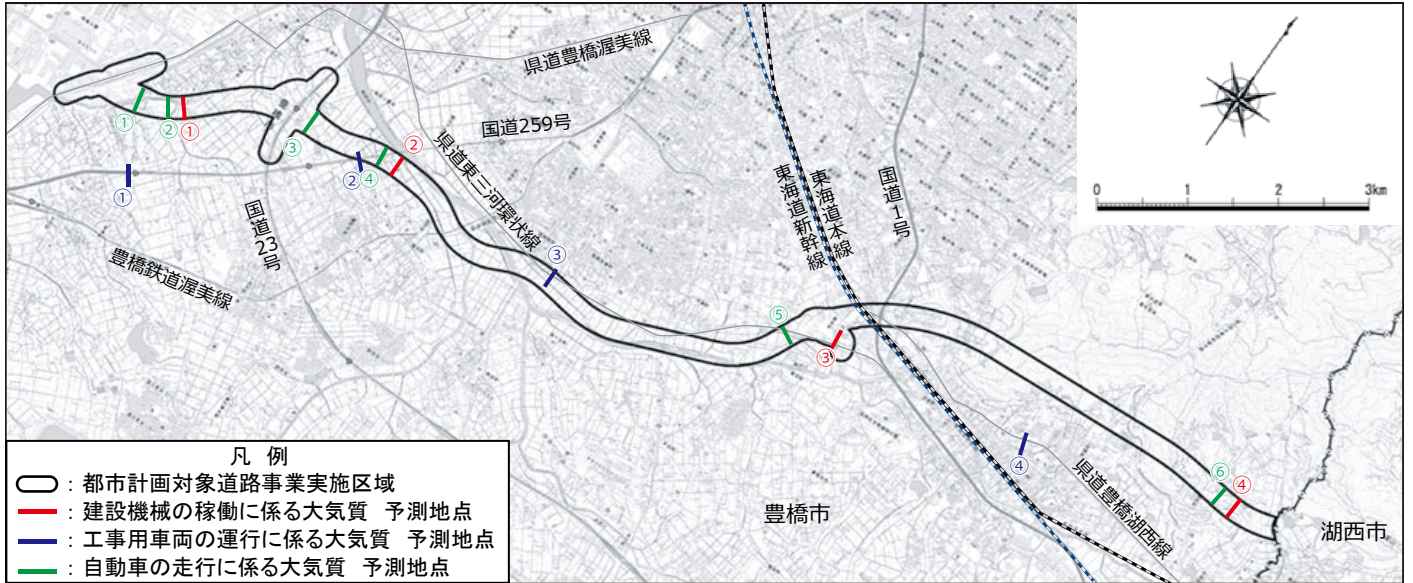 県道豊橋渥美線
国道259号
県道東三河環状線
東海道新幹線
東海道本線
国道1号
国道23号
豊橋鉄道渥美線
①
②
①
③
②
④
②
①
③
⑤
③
④
⑥
④
県道豊橋湖西線
豊橋市
湖西市
0 1 2 3km
凡 例
: 都市計画対象道路事業実施区域
: 建設機械の稼働に係る大気質 予測地点
: 工事用車両の運行に係る大気質 予測地点
: 自動車の走行に係る大気質 予測地点